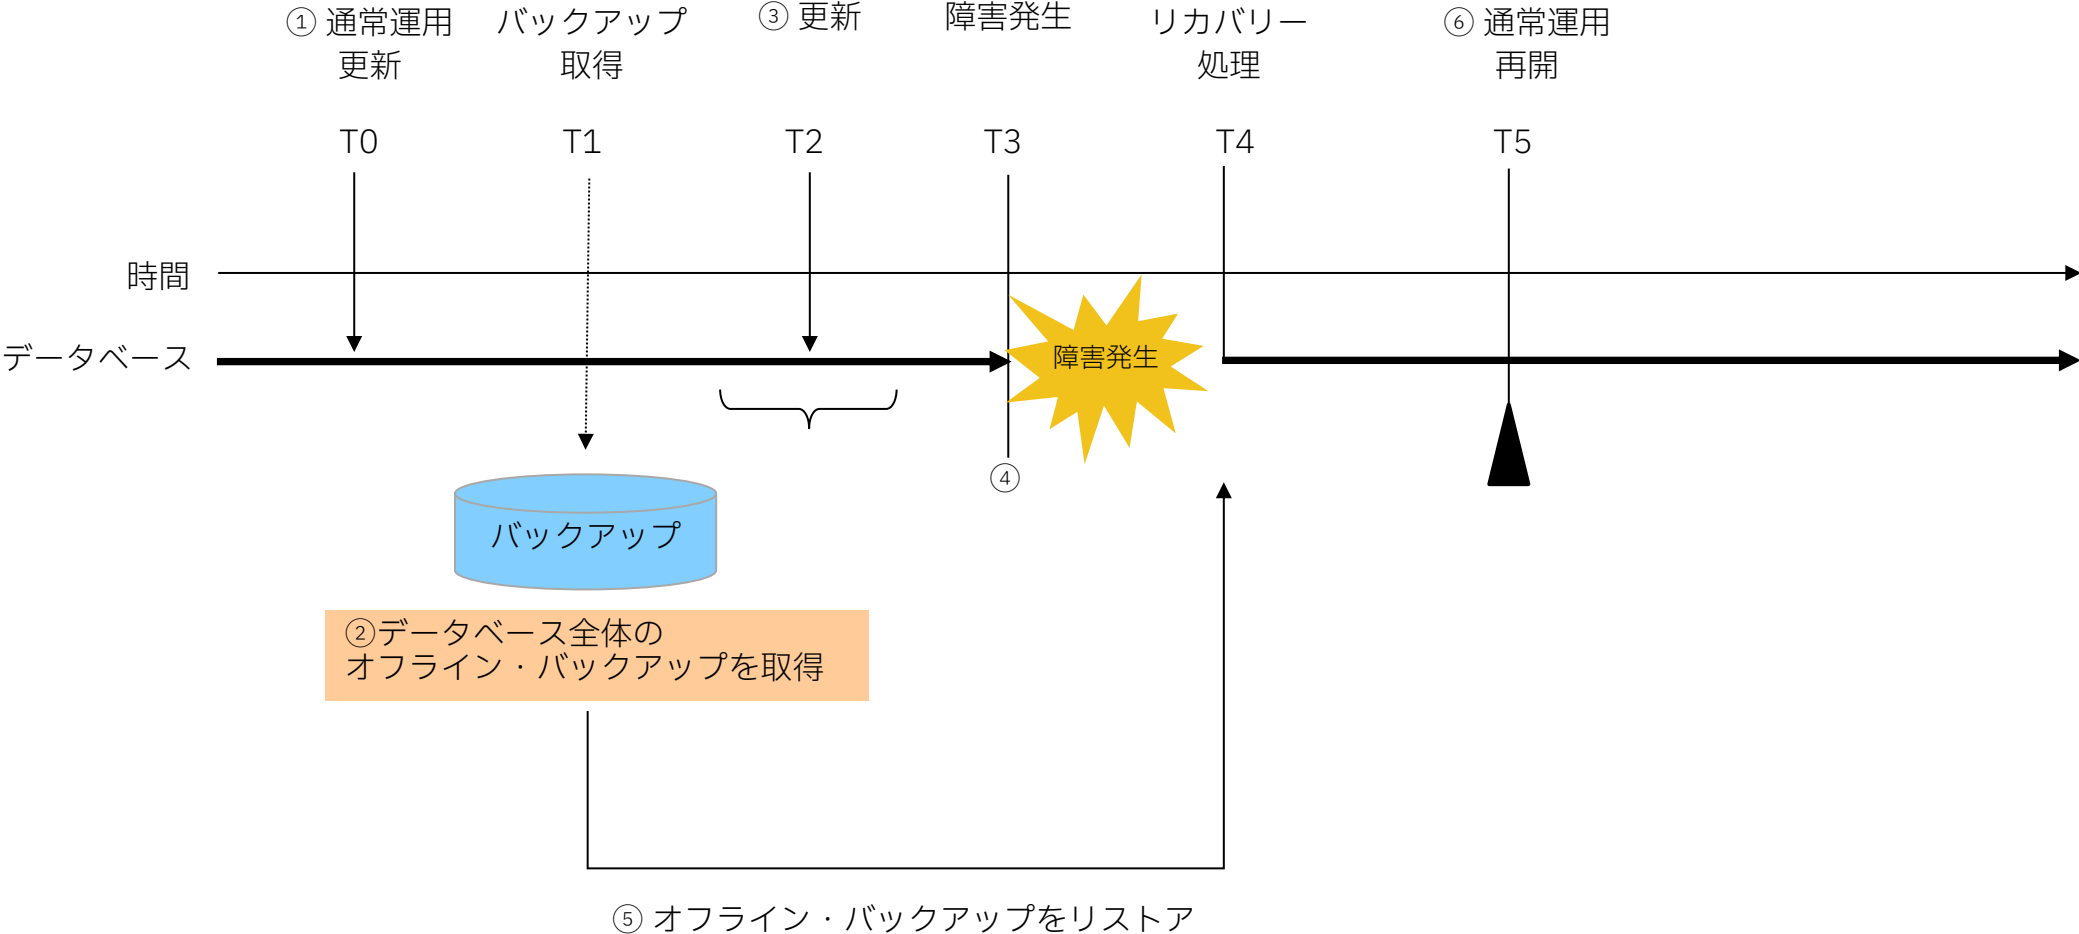 ① 通常運用
更新
バックアップ
取得
③ 更新
障害発生
リカバリー
処理
⑥ 通常運用
再開
T0
T1
T2
T3
T4
T5
時間
データベース
障害発生
④
バックアップ
②データベース全体の
オフライン・バックアップを取得
⑤ オフライン・バックアップをリストア